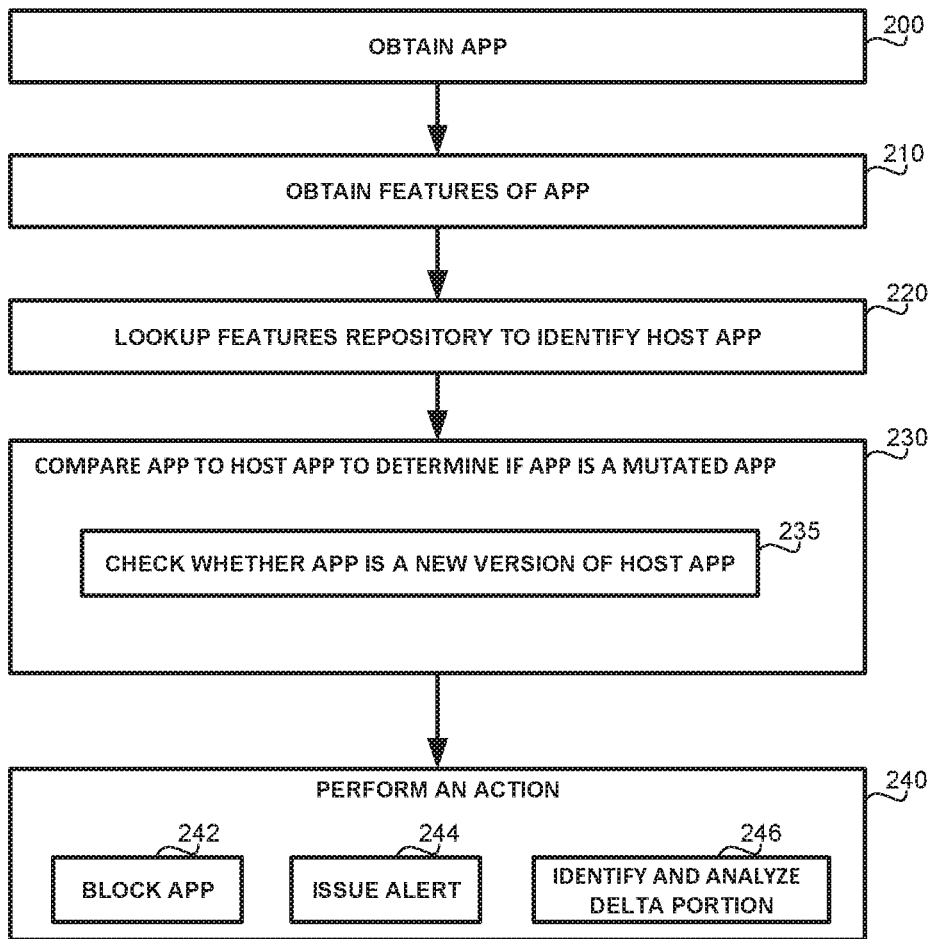 200
OBTAIN APP
210
OBTAIN FEATURES OF APP
220
LOOKUP FEATURES REPOSITORY TO IDENTIFY HOST APP
230
COMPARE APP TO HOST APP TO DETERMINE IF APP IS A MUTATED APP
235
CHECK WHETHER APP IS A NEW VERSION OF HOST APP
240
PERFORM AN ACTION
242
BLOCK APP
244
ISSUE ALERT
246
IDENTIFY AND ANALYZE
DELTA PORTION